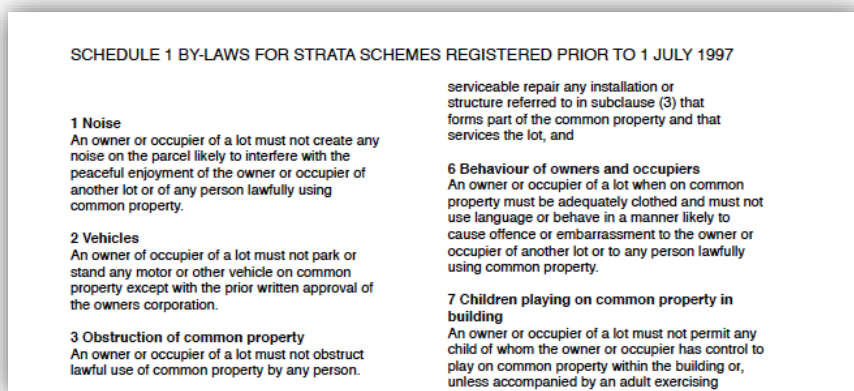 SCHEDULE 1 BY-LAWS FOR STRATA SCHEMES REGISTERED PRIOR TO 1 JULY 1997
1 Noise
An owner or occupier of a lot must not create any
noise on the parcel likely to interfere with the
peaceful enjoyment of the owner or occupier of
another lot or of any person lawfully using
common property.
2 Vehicles
An owner of occupier of a lot must not park or
stand any motor or other vehicle on common
property except with the prior written approval of
the owners corporation.
3 Obstruction of common property
An owner or occupier of a lot must not obstruct
lawful use of common property by any person.
serviceable repair any installation or
structure referred to in subclause (3) that
forms part of the common property and that
services the lot, and
6 Behaviour of owners and occupiers
An owner or occupier of a lot when on common
property must be adequately clothed and must not
use language or behave in a manner likely to
cause offence or embarrassment to the owner or
occupier of another lot or to any person lawfully
using common property.
7 Children playing on common property in
building
An owner or occupier of a lot must not permit any
child of whom the owner or occupier has control to
play on common property within the building or,
unless accompanied by an adult exercising